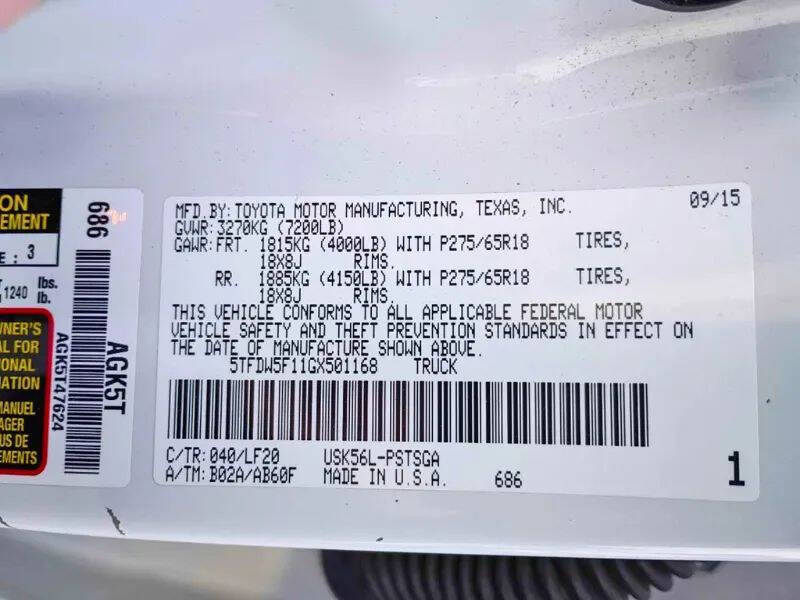 MFD.BY: TOYOTA MOTOR MANUFACTURING, TEXAS, INC. 09/15
GVWR: 3270KG (7200LB)
GAWR: FRT. 1815KG (4000LB) WITH P275/65R18 TIRES,
18X8J RIMS.
RR. 1885KG (4150LB) WITH P275/65R18 TIRES,
18X8J RIMS.
THIS VEHICLE CONFORMS TO ALL APPLICABLE FEDERAL MOTOR
VEHICLE SAFETY AND THEFT PREVENTION STANDARDS IN EFFECT ON
THE DATE OF MANUFACTURE SHOWN ABOVE.
5TFDW5F11GX501168 TRUCK
C/TR: 040/LF20 USK56L-PSTSGA
A/TM: B02A/AB60F MADE IN U.S.A. 686 1
686
AGK5T
AGK5T47624
ION
EMENT
E : 3
1240 lbs.
lb.
WNER'S
AL FOR
IONAL
ATION
MANUEL
AGER
US DE
EMENTS